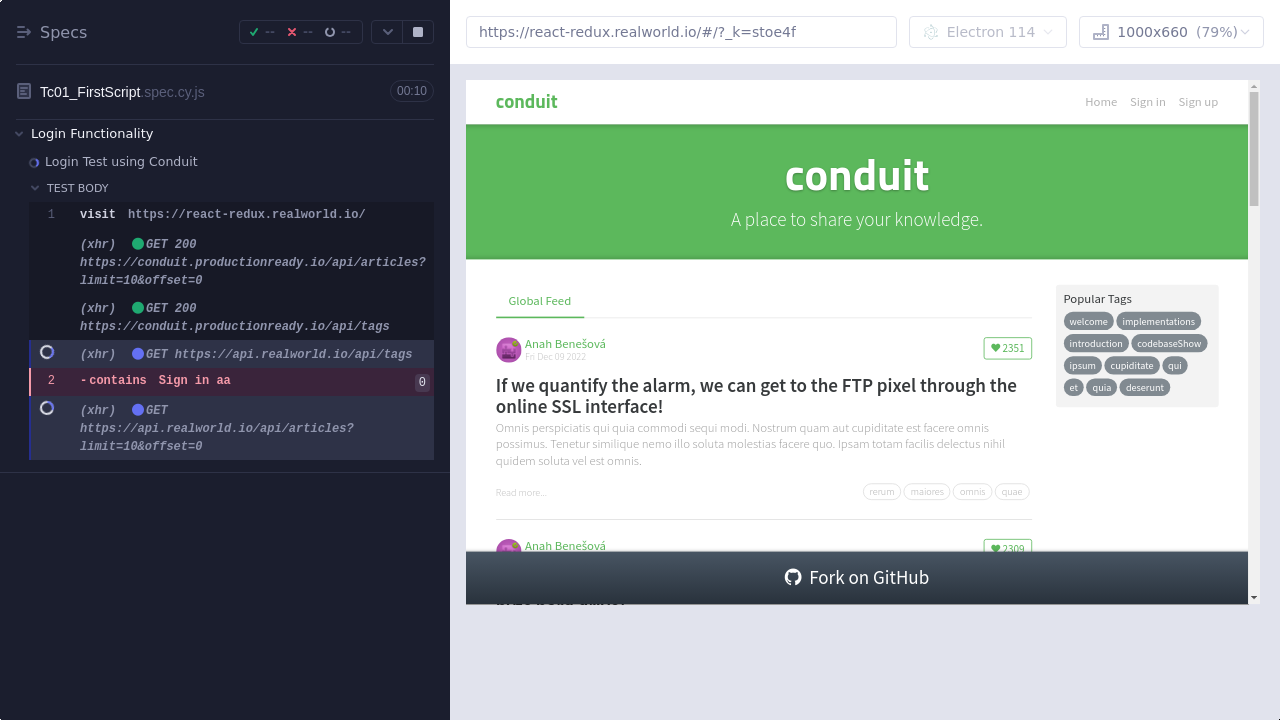 Specs
-- -- --
https://react-redux.realworld.io/#/?_k=stoe4f
Electron 114
1000x660 (79%)
Tc01_FirstScript.spec.cy.js
00:10
Login Functionality
Login Test using Conduit
TEST BODY
1 visit https://react-redux.realworld.io/
(xhr) GET 200
https://conduit.productionready.io/api/articles?
limit=10&offset=0
(xhr) GET 200
https://conduit.productionready.io/api/tags
(xhr) GET https://api.realworld.io/api/tags
2 -contains Sign in aa 0
(xhr) GET
https://api.realworld.io/api/articles?
limit=10&offset=0
conduit
Home Sign in Sign up
conduit
A place to share your knowledge.
Global Feed
Anah Benešová
Fri Dec 09 2022
2351
If we quantify the alarm, we can get to the FTP pixel through the
online SSL interface!
Omnis perspiciatis qui quia commodi sequi modi. Nostrum quam aut cupiditate est facere omnis
possimus. Tenetur similique nemo illo soluta molestias facere quo. Ipsam totam facilis delectus nihil
quidem soluta vel est omnis.
Read more...
rerum maiores omnis quae
Anah Benešová
2309
Popular Tags
welcome implementations
introduction codebaseShow
ipsum cupiditate qui
et quia deserunt
Fork on GitHub